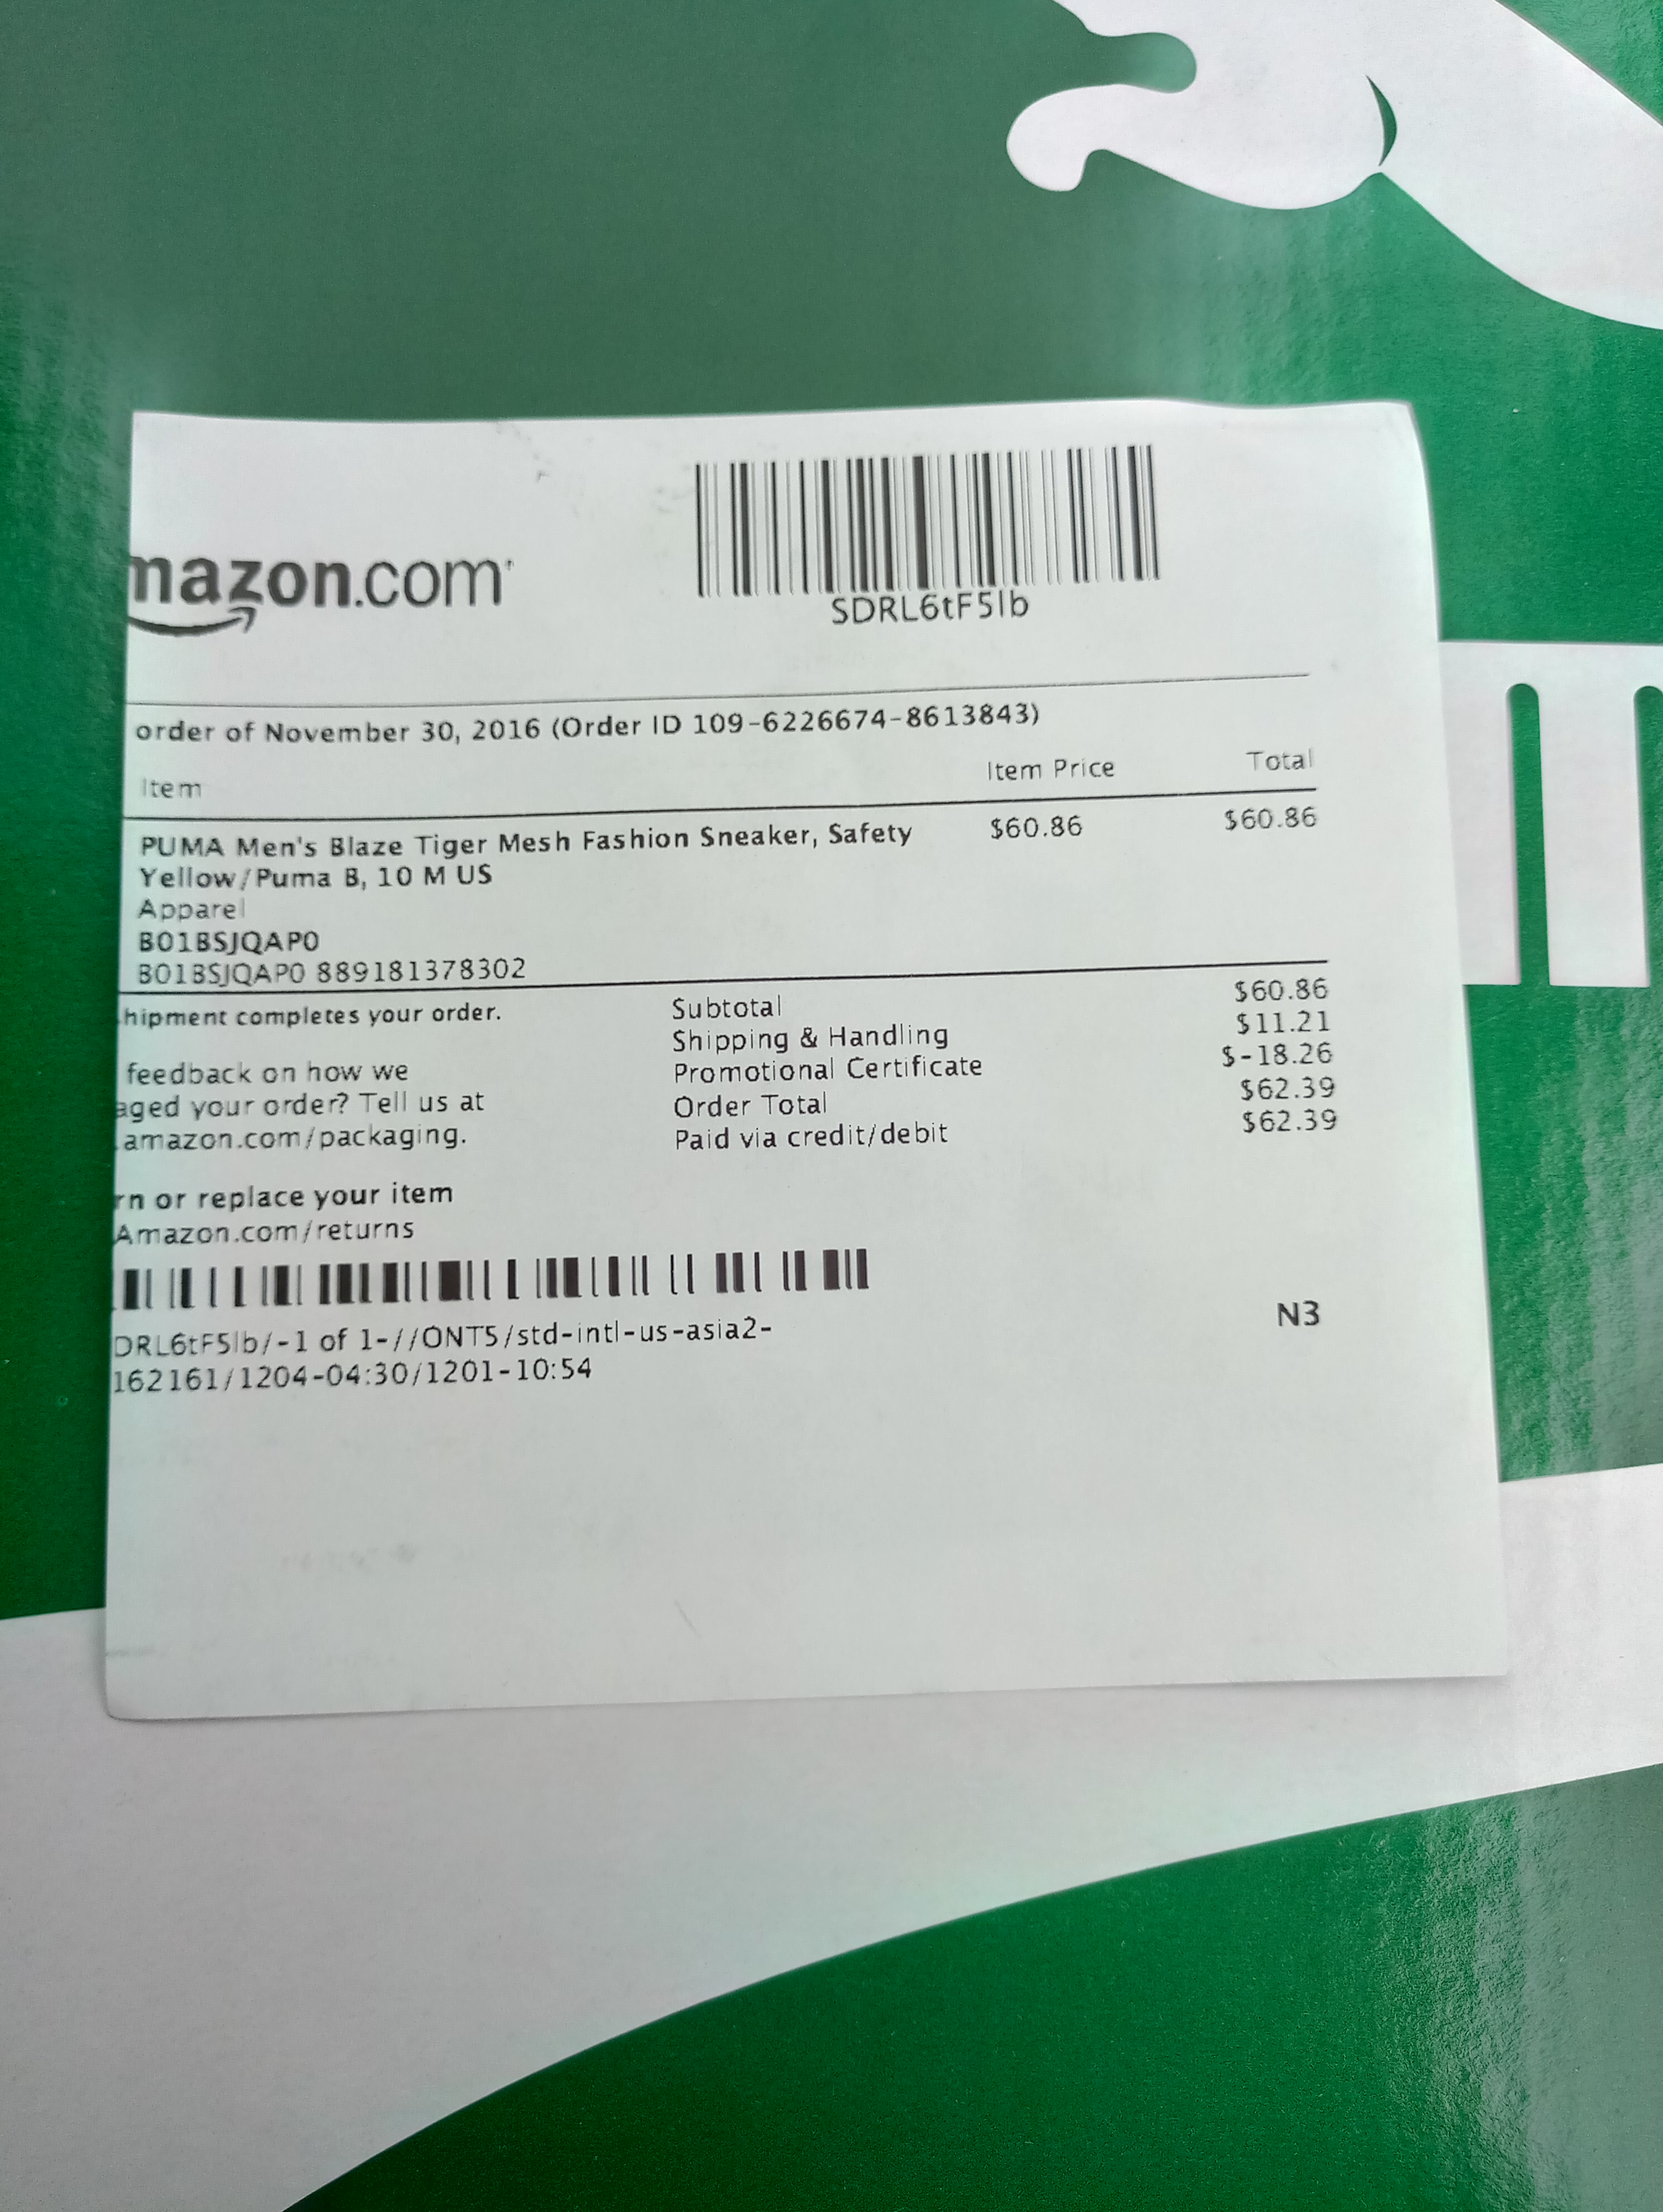 mazon.com
SDRL6tF5lb
order of November 30, 2016 (Order ID 109-6226674-8613843)
Item Item Price Total
PUMA Men's Blaze Tiger Mesh Fashion Sneaker, Safety $60.86 $60.86
Yellow/Puma B, 10 M US
Apparel
B01BSJQAP0
B01BSJQAP0 889181378302
hipment completes your order.
feedback on how we
aged your order? Tell us at
amazon.com/packaging.
rn or replace your item
Amazon.com/returns
Subtotal $60.86
Shipping & Handling $11.21
Promotional Certificate $-18.26
Order Total $62.39
Paid via credit/debit $62.39
DRL6tF5lb/-1 of 1-//ONT5/std-intl-us-asia2-
162161/1204-04:30/1201-10:54
N3